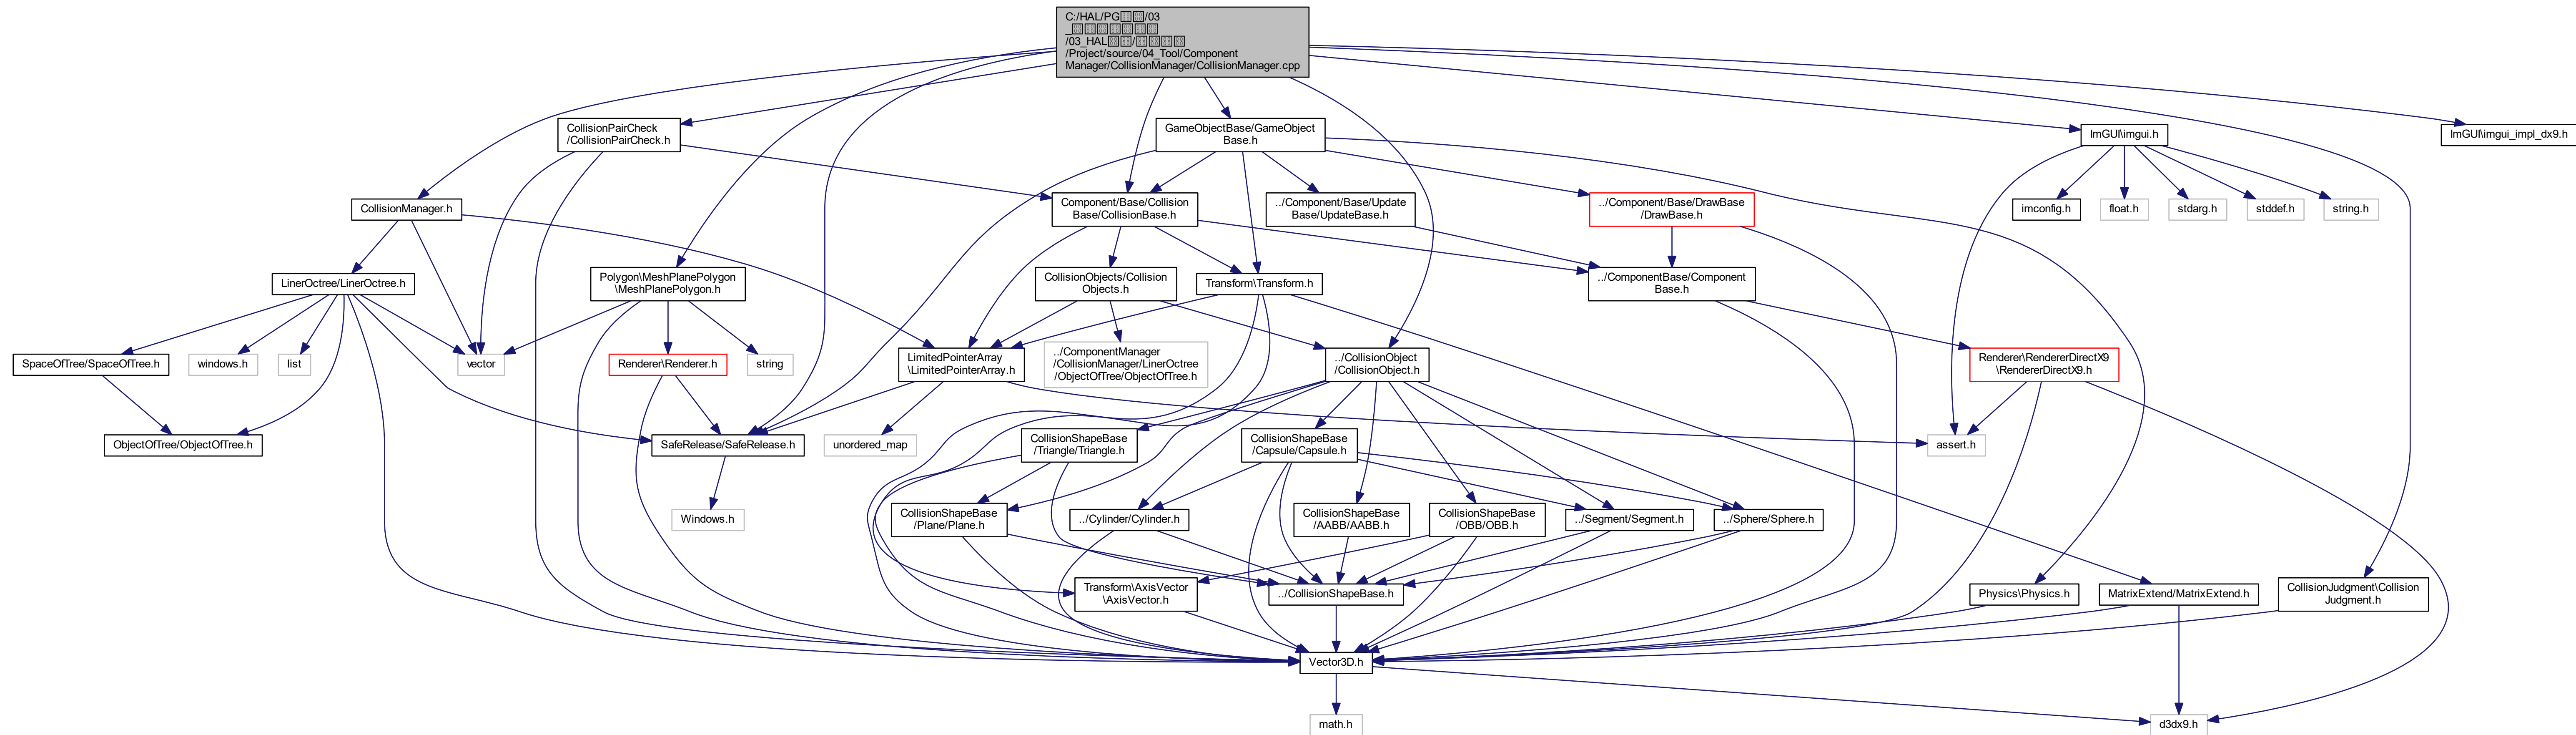 C:/HAL/PG/03
_
/03_HAL/
/Project/source/04_Tool/Component
Manager/CollisionManager/CollisionManager.cpp
CollisionPairCheck
/CollisionPairCheck.h
GameObjectBase/GameObject
Base.h
ImGUI\imgui.h
ImGUI\imgui_impl_dx9.h
CollisionManager.h
Component/Base/Collision
Base/CollisionBase.h
../Component/Base/Update
Base/UpdateBase.h
../Component/Base/DrawBase
/DrawBase.h
imconfig.h
float.h
stdarg.h
stddef.h
string.h
LinerOctree/LinerOctree.h
Polygon\MeshPlanePolygon
\MeshPlanePolygon.h
CollisionObjects/Collision
Objects.h
Transform\Transform.h
../ComponentBase/Component
Base.h
SpaceOfTree/SpaceOfTree.h
windows.h
list
vector
Renderer\Renderer.h
string
LimitedPointerArray
\LimitedPointerArray.h
../ComponentManager
/CollisionManager/LinerOctree
/ObjectOfTree/ObjectOfTree.h
../CollisionObject
/CollisionObject.h
Renderer\RendererDirectX9
\RendererDirectX9.h
ObjectOfTree/ObjectOfTree.h
SafeRelease/SafeRelease.h
unordered_map
CollisionShapeBase
/Triangle/Triangle.h
CollisionShapeBase
/Capsule/Capsule.h
assert.h
Windows.h
CollisionShapeBase
/Plane/Plane.h
../Cylinder/Cylinder.h
CollisionShapeBase
/AABB/AABB.h
CollisionShapeBase
/OBB/OBB.h
../Segment/Segment.h
../Sphere/Sphere.h
Transform\AxisVector
\AxisVector.h
../CollisionShapeBase.h
Physics\Physics.h
MatrixExtend/MatrixExtend.h
CollisionJudgment\Collision
Judgment.h
Vector3D.h
math.h
d3dx9.h